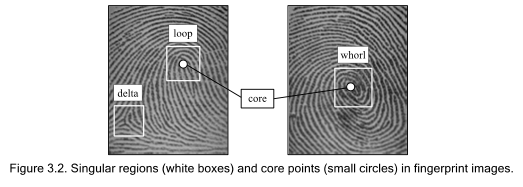 loop
whorl
delta
core
Figure 3.2. Singular regions (white boxes) and core points (small circles) in fingerprint images.